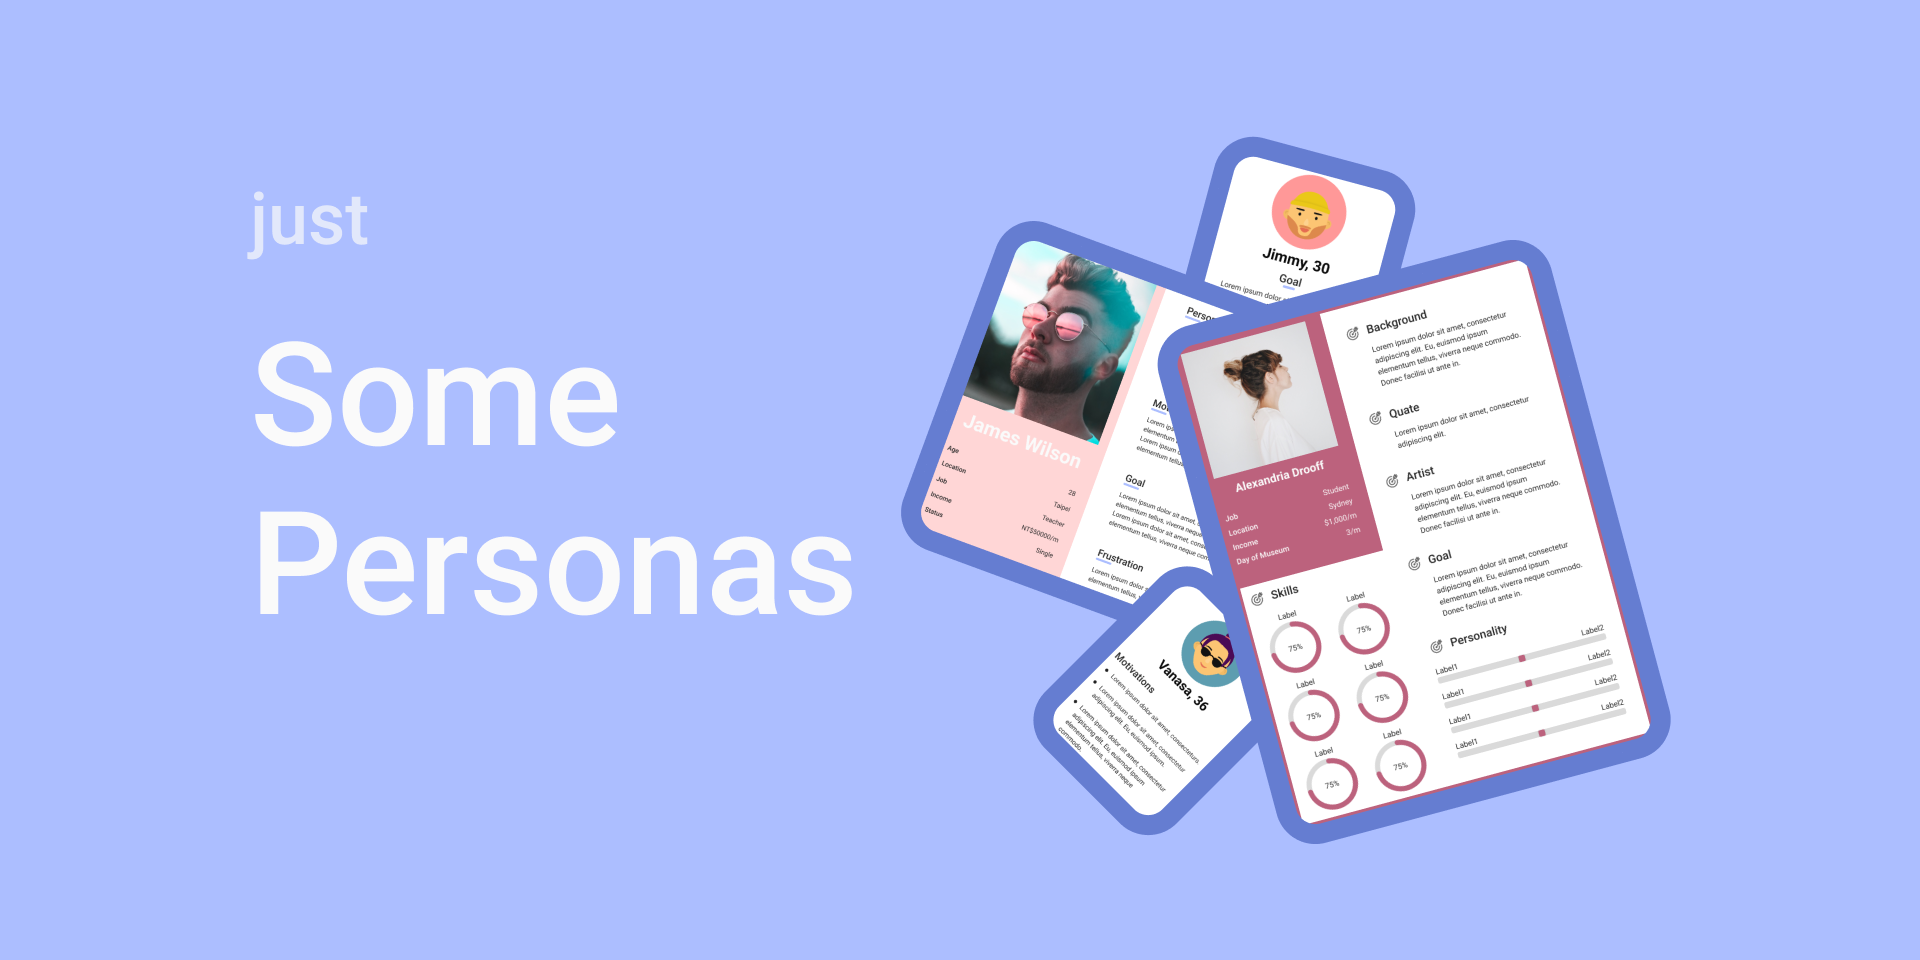 just
Some
Personas
Jimmy, 30
Goal
Lorem ipsum dolor
James Wilson
Age
28
Location
Taipei
Job
Teacher
Income
NT$50000/m
Status
Single
Goal
Lorem ipsum dolor sit amet,
elementum tellus, viverra neque
Lorem ipsum dolor sit amet,
elementum tellus, viverra neque
Frustration
Lorem ipsum dolor
elementum tellus,
Vanasa, 36
Motivations
Lorem ipsum dolor sit amet, consectetura
Lorem ipsum dolor sit amet, consectetur
adipiscing elit. Eu, euismod ipsum.
Lorem ipsum dolor sit amet, consectetur
adipiscing elit. Eu, euismod ipsum
elementum tellus, viverra neque
commodo.
Alexandria Drooff
Job
Student
Location
Sydney
Income
$1,000/m
Day of Museum
3/m
Skills
Label
Label
75%
75%
Label
Label
75%
75%
Label
Label
75%
75%
Background
Lorem ipsum dolor sit amet, consectetur
adipiscing elit. Eu, euismod ipsum
elementum tellus, viverra neque commodo.
Donec facilisi ut ante in.
Quate
Lorem ipsum dolor sit amet, consectetur
adipiscing elit.
Artist
Lorem ipsum dolor sit amet, consectetur
adipiscing elit. Eu, euismod ipsum
elementum tellus, viverra neque commodo.
Donec facilisi ut ante in.
Goal
Lorem ipsum dolor sit amet, consectetur
adipiscing elit. Eu, euismod ipsum
elementum tellus, viverra neque commodo.
Donec facilisi ut ante in.
Personality
Label1
Label2
Label1
Label2
Label1
Label2
Label1
Label2